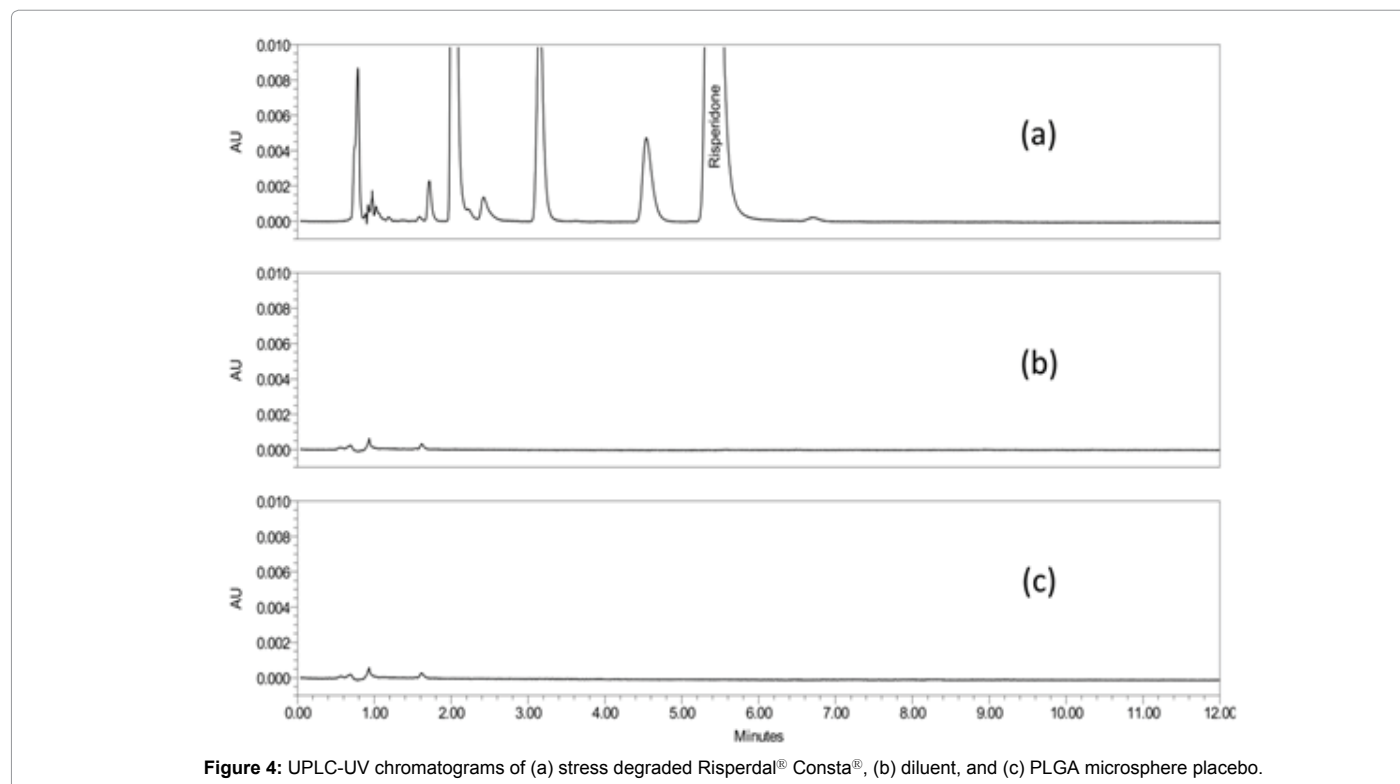 0.010
0.008
0.006
0.004
0.002
0.000
AU
Risperidone
(a)
0.010
0.008
0.006
0.004
0.002
0.000
AU
(b)
0.010
0.008
0.006
0.004
0.002
0.000
AU
(c)
0.00 1.00 2.00 3.00 4.00 5.00 6.00 7.00 8.00 9.00 10.00 11.00 12.00
Minutes
Figure 4: UPLC-UV chromatograms of (a) stress degraded Risperdal® Consta®, (b) diluent, and (c) PLGA microsphere placebo.